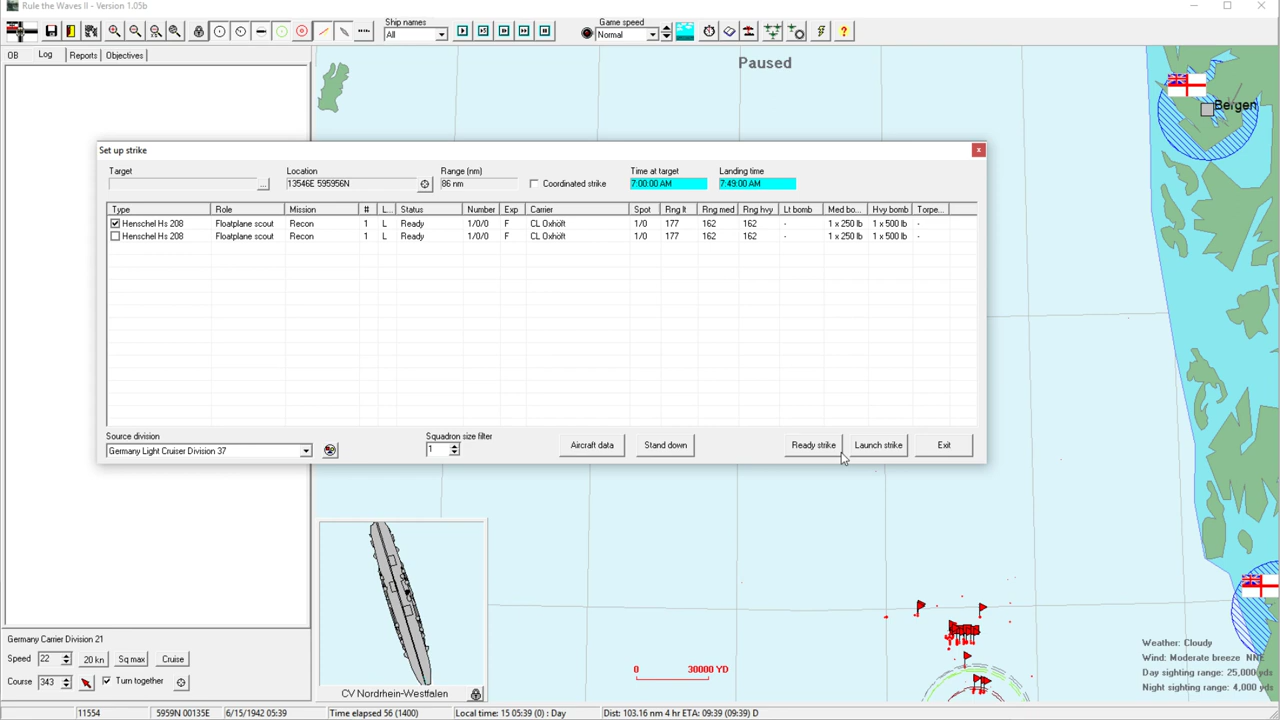 Rule the Waves II - Version 1.05b
Ship names
All
Game speed
Normal
OB Log Reports Objectives
Paused
Bergen
Set up strike
Target
Location
13546E 595956N
Range (nm)
86 nm
Coordinated strike
Time at target
7:00:00 AM
Landing time
7:49:00 AM
Type Role Mission # L... Status Number Exp Carrier Spot Rng lt Rng med Rng hvy Lt bomb Med bo... Hvy bomb Torpe...
Henschel Hs 208 Floatplane scout Recon 1 L Ready 1/0/0 F CL Oxhöft 1/0 177 162 162 - 1 x 250 lb 1 x 500 lb -
Henschel Hs 208 Floatplane scout Recon 1 L Ready 1/0/0 F CL Oxhöft 1/0 177 162 162 - 1 x 250 lb 1 x 500 lb -
Source division
Germany Light Cruiser Division 37
Squadron size filter
1
Aircraft data Stand down Ready strike Launch strike Exit
Germany Carrier Division 21
Speed 22 20 kn Sq max Cruise
Course 343 Turn together
CV Nordrhein-Westfalen
0 30000 YD
Weather: Cloudy
Wind: Moderate breeze NNE
Day sighting range: 25,000 yds
Night sighting range: 4,000 yds
11554 5959N 00135E 6/15/1942 05:39 Time elapsed 56 (1400) Local time: 15 05:39 (0) : Day Dist: 103.16 nm 4 hr ETA: 09:39 (09:39) D